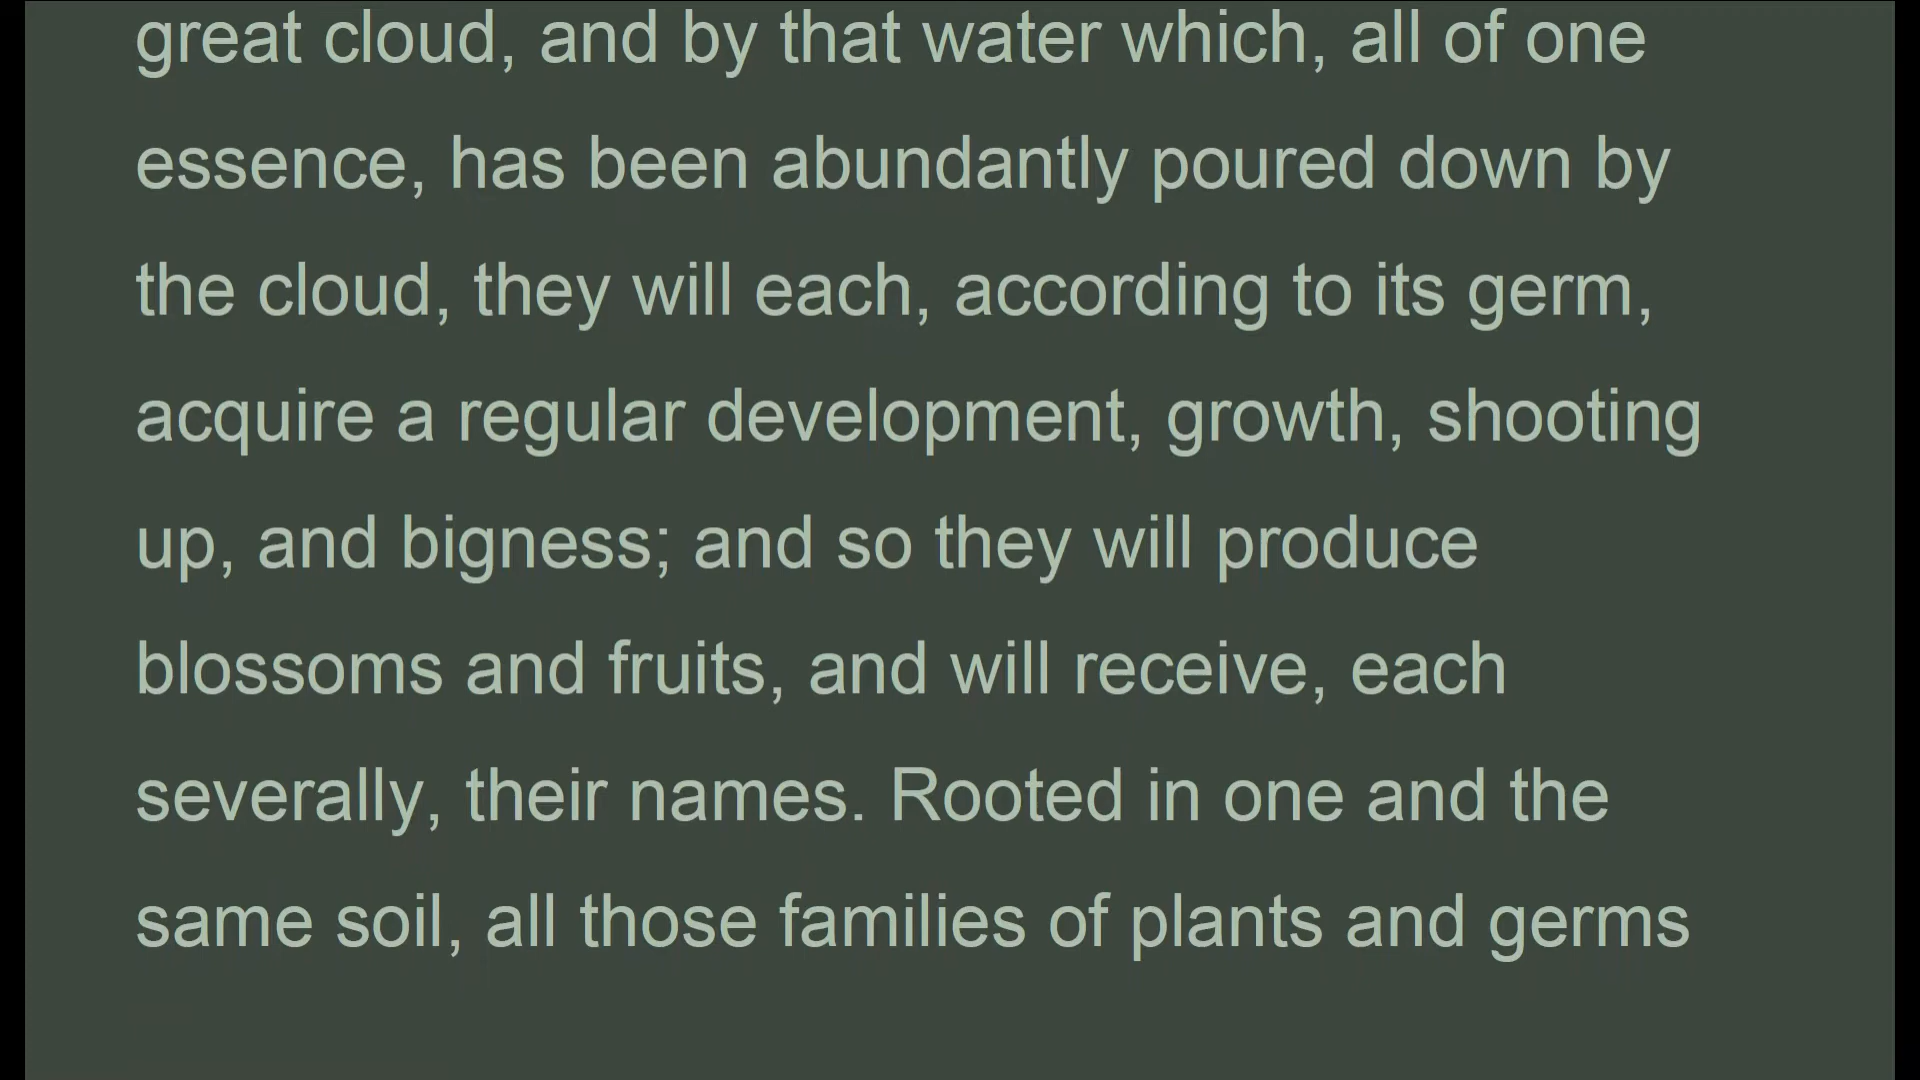 great cloud, and by that water which, all of one
essence, has been abundantly poured down by
the cloud, they will each, according to its germ,
acquire a regular development, growth, shooting
up, and bigness; and so they will produce
blossoms and fruits, and will receive, each
severally, their names. Rooted in one and the
same soil, all those families of plants and germs